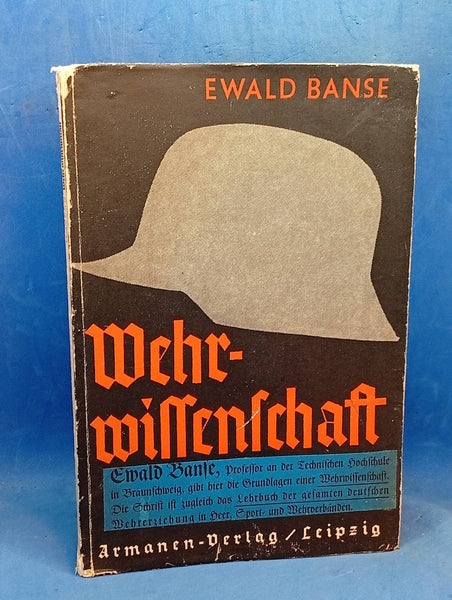 EWALD BANSE
Wehr-
wissenschaft
Ewald Banse, Professor an der Technischen Hochschule
in Braunschweig, gibt hier die Grundlagen einer Wehrwissenschaft.
Die Schrift ist zugleich das Lehrbuch der gesamten deutschen
Wehrerziehung in Heer, Sport- und Wehrverbänden.
Armanen-Verlag / Leipzig